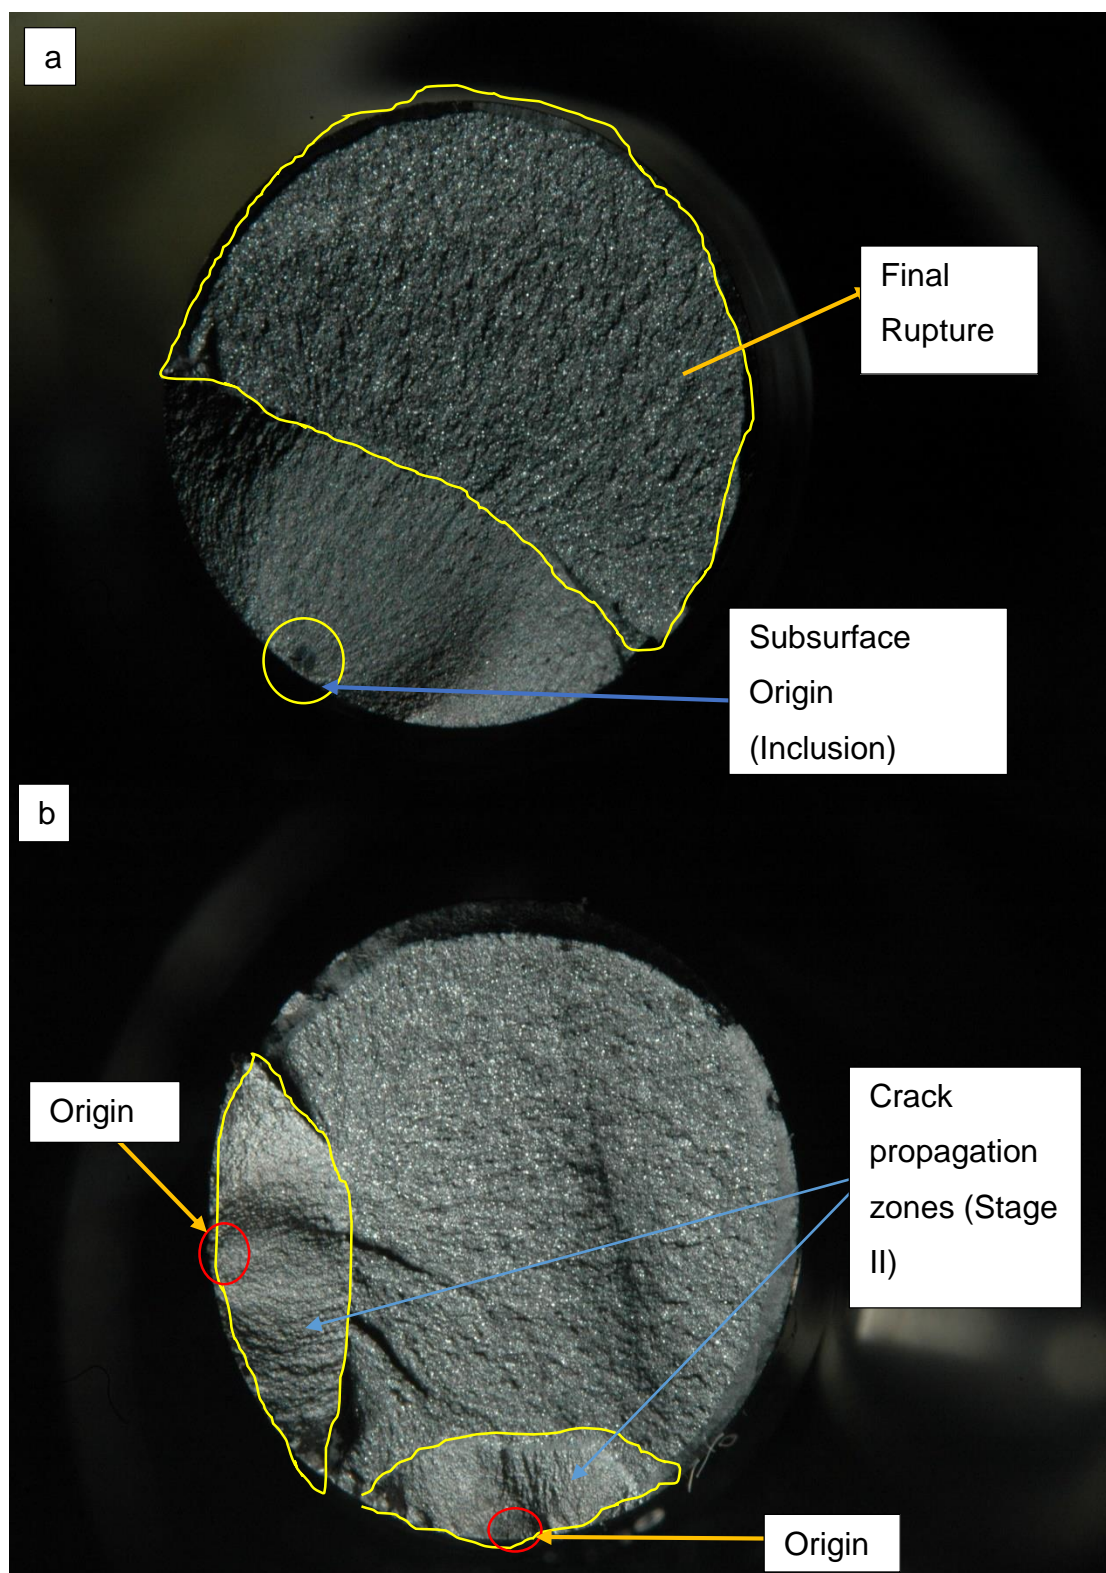 a
Final
Rupture
Subsurface
Origin
(Inclusion)
b
Origin
Crack
propagation
zones (Stage
II)
Origin